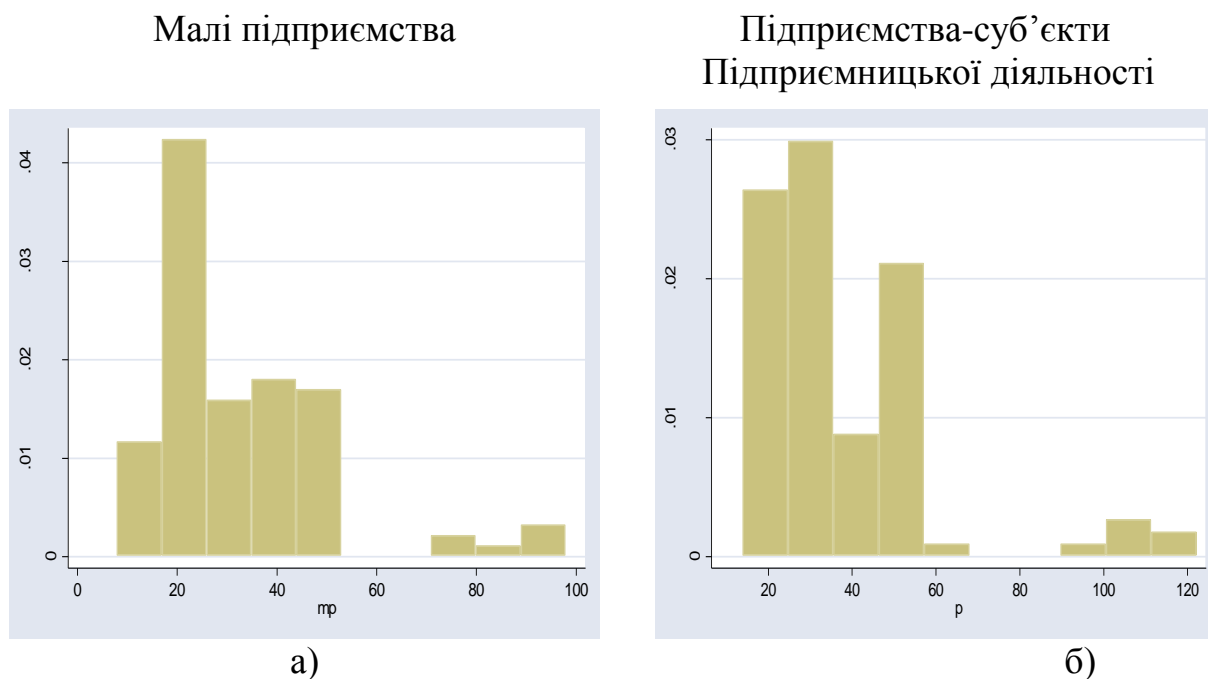 Малі підприємства
Підприємства-суб’єкти
Підприємницької діяльності
.04
.03
.02
.01
0
0 20 40 60 80 100
mp
.03
.02
.01
0
20 40 60 80 100 120
p
а)
б)